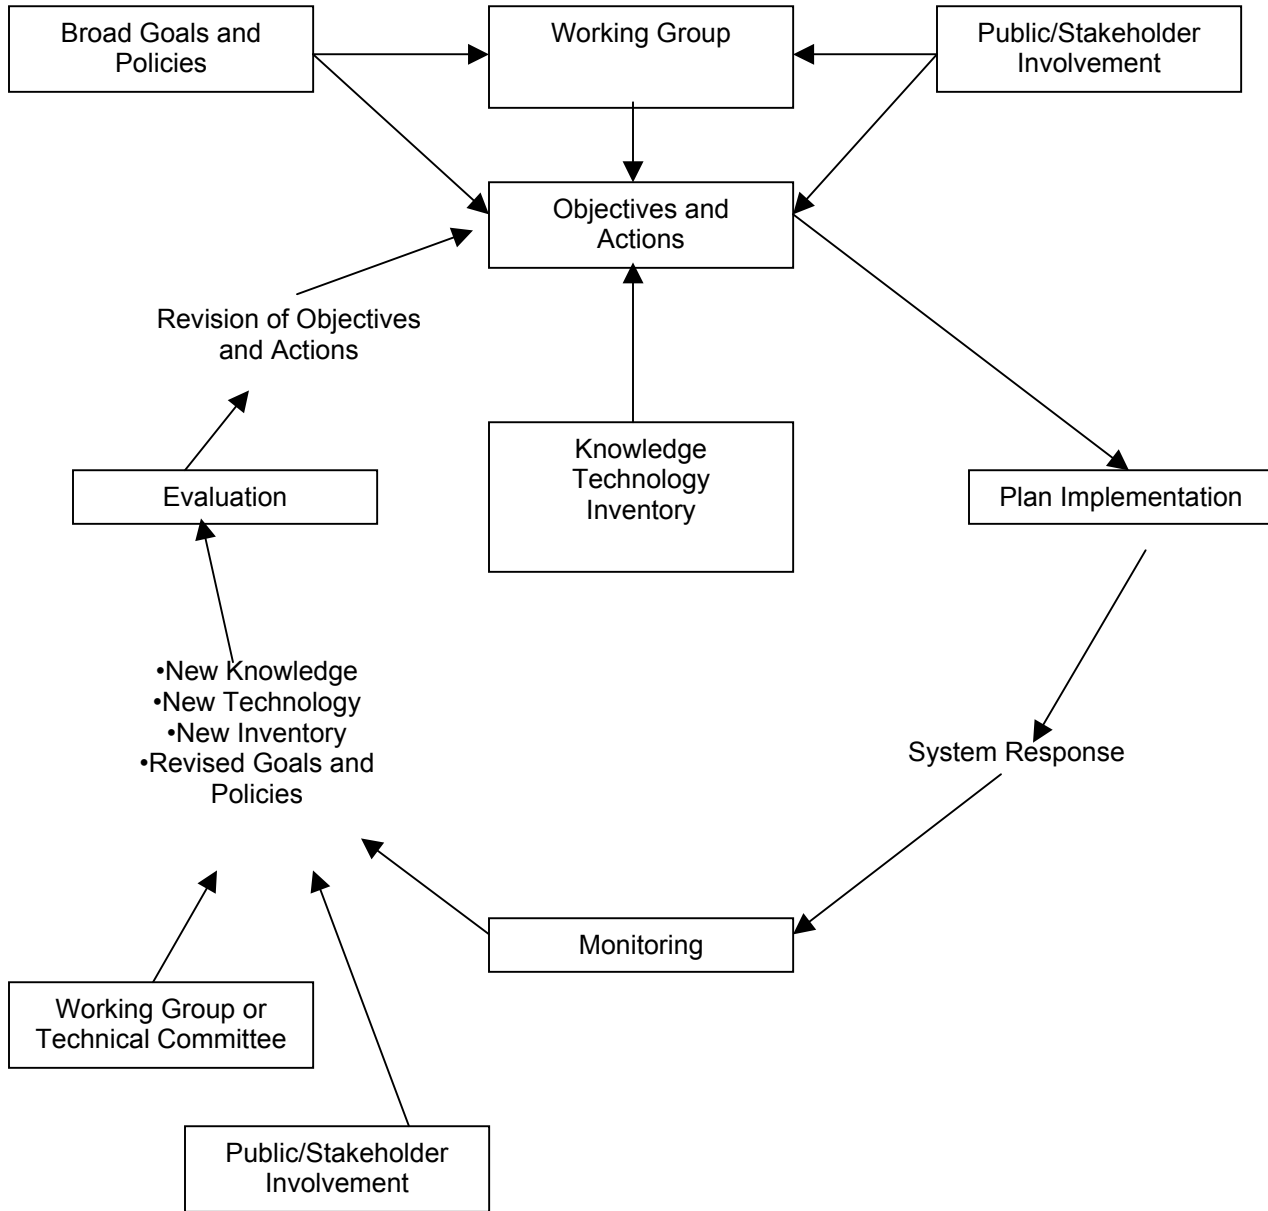 Broad Goals and
Policies
Working Group
Public/Stakeholder
Involvement
Objectives and
Actions
Revision of Objectives
and Actions
Knowledge
Technology
Inventory
Evaluation
Plan Implementation
•New Knowledge
•New Technology
•New Inventory
•Revised Goals and
Policies
System Response
Monitoring
Working Group or
Technical Committee
Public/Stakeholder
Involvement